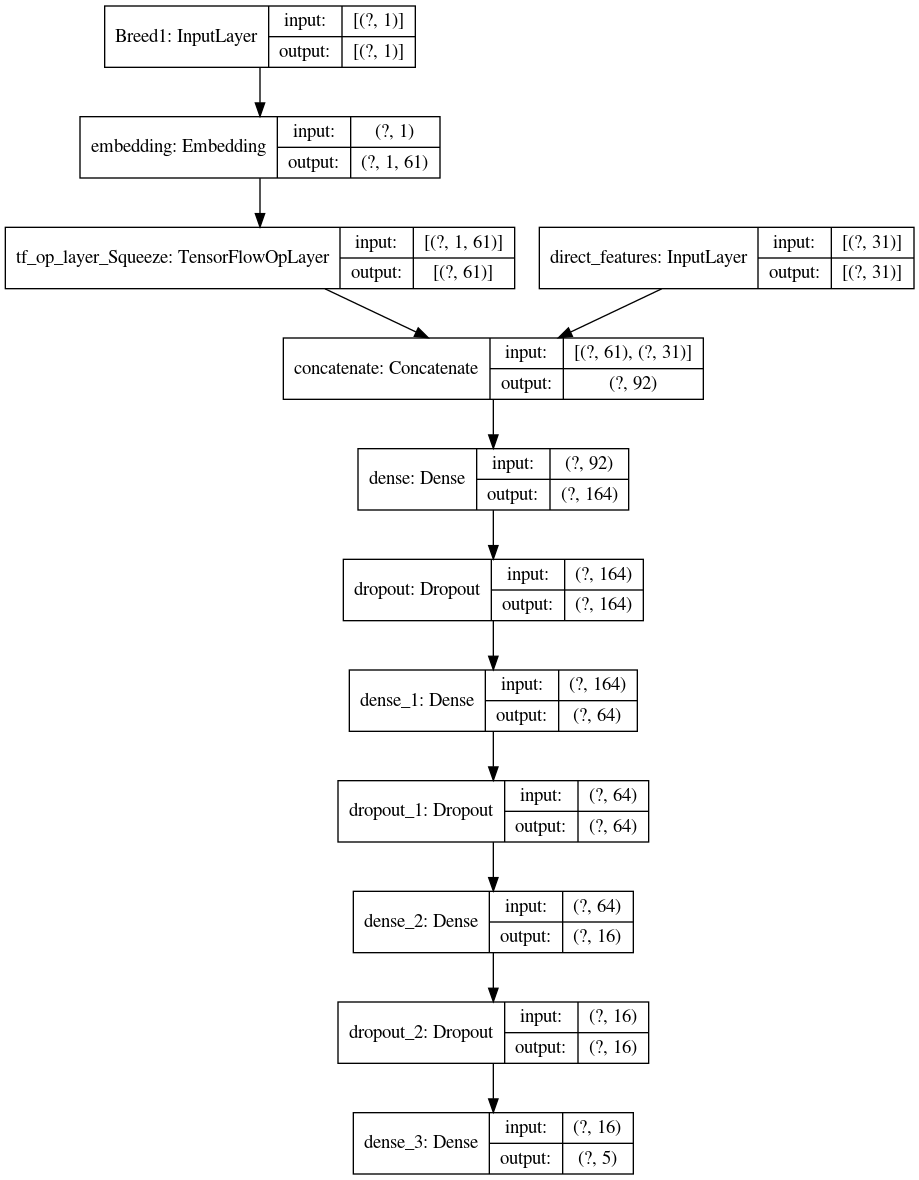 Breed1: InputLayer
input: [(?, 1)]
output: [(?, 1)]
embedding: Embedding
input: (?, 1)
output: (?, 1, 61)
tf_op_layer_Squeeze: TensorFlowOpLayer
input: [(?, 1, 61)]
output: [(?, 61)]
direct_features: InputLayer
input: [(?, 31)]
output: [(?, 31)]
concatenate: Concatenate
input: [(?, 61), (?, 31)]
output: (?, 92)
dense: Dense
input: (?, 92)
output: (?, 164)
dropout: Dropout
input: (?, 164)
output: (?, 164)
dense_1: Dense
input: (?, 164)
output: (?, 64)
dropout_1: Dropout
input: (?, 64)
output: (?, 64)
dense_2: Dense
input: (?, 64)
output: (?, 16)
dropout_2: Dropout
input: (?, 16)
output: (?, 16)
dense_3: Dense
input: (?, 16)
output: (?, 5)